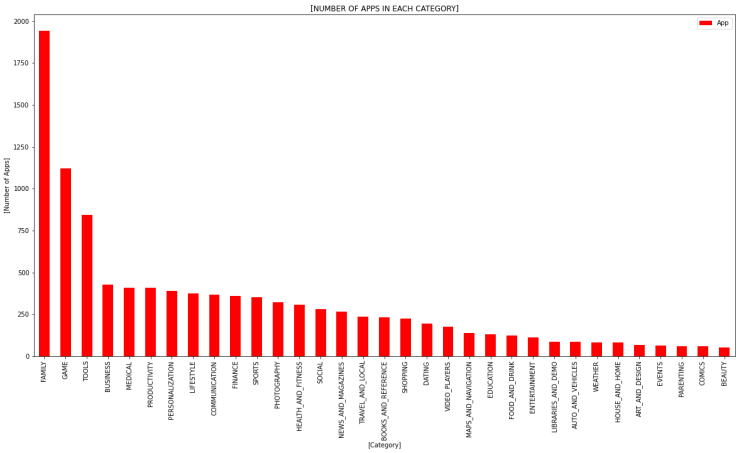 [NUMBER OF APPS IN EACH CATEGORY]
App
2000
1750
1500
1250
1000
750
500
250
0
[Number of Apps]
FAMILY
GAME
TOOLS
BUSINESS
MEDICAL
PRODUCTIVITY
PERSONALIZATION
LIFESTYLE
COMMUNICATION
FINANCE
SPORTS
PHOTOGRAPHY
HEALTH_AND_FITNESS
SOCIAL
NEWS_AND_MAGAZINES
TRAVEL_AND_LOCAL
BOOKS_AND_REFERENCE
SHOPPING
DATING
VIDEO_PLAYERS
MAPS_AND_NAVIGATION
EDUCATION
FOOD_AND_DRINK
ENTERTAINMENT
LIBRARIES_AND_DEMO
AUTO_AND_VEHICLES
WEATHER
HOUSE_AND_HOME
ART_AND_DESIGN
EVENTS
PARENTING
COMICS
BEAUTY
[Category]